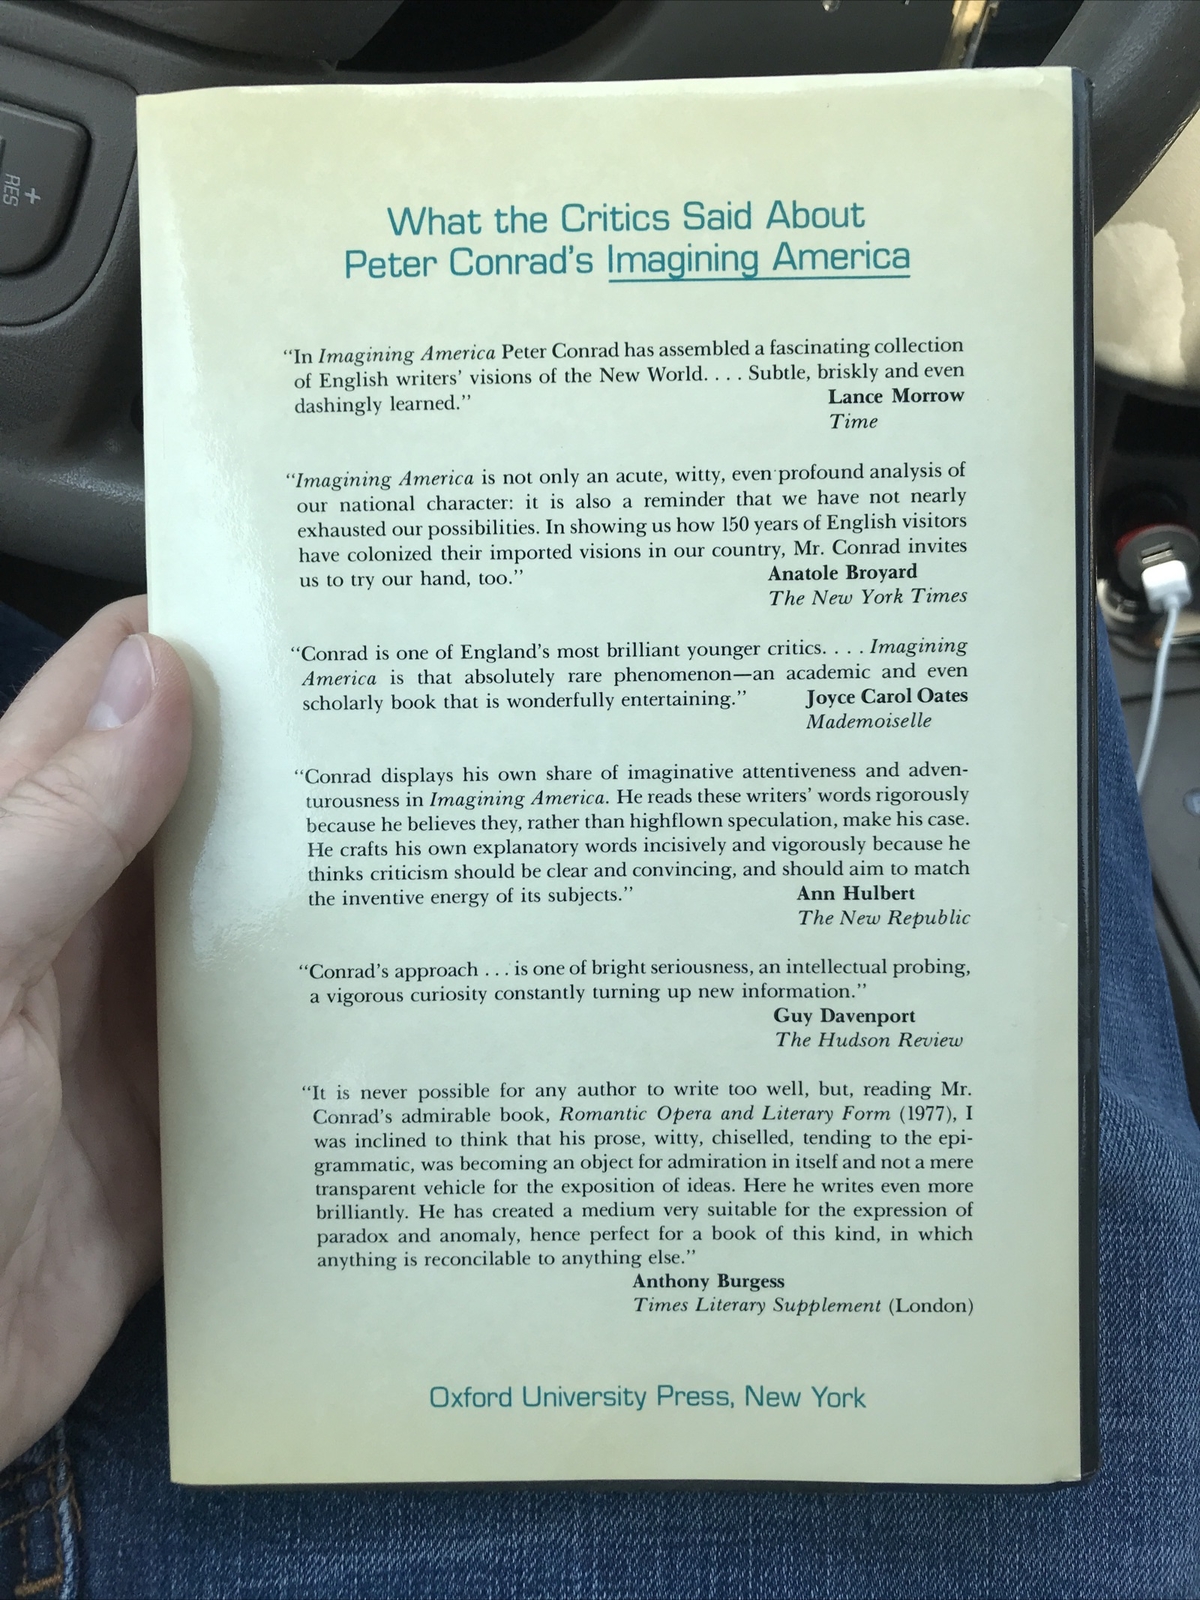 +
RES
What the Critics Said About
Peter Conrad's Imagining America
“In Imagining America Peter Conrad has assembled a fascinating collection
of English writers’ visions of the New World. . . . Subtle, briskly and even
dashingly learned.”
Lance Morrow
Time
“Imagining America is not only an acute, witty, even profound analysis of
our national character: it is also a reminder that we have not nearly
exhausted our possibilities. In showing us how 150 years of English visitors
have colonized their imported visions in our country, Mr. Conrad invites
us to try our hand, too.”
Anatole Broyard
The New York Times
“Conrad is one of England’s most brilliant younger critics. . . . Imagining
America is that absolutely rare phenomenon—an academic and even
scholarly book that is wonderfully entertaining.”
Joyce Carol Oates
Mademoiselle
“Conrad displays his own share of imaginative attentiveness and adven-
turousness in Imagining America. He reads these writers’ words rigorously
because he believes they, rather than highflown speculation, make his case.
He crafts his own explanatory words incisively and vigorously because he
thinks criticism should be clear and convincing, and should aim to match
the inventive energy of its subjects.”
Ann Hulbert
The New Republic
“Conrad’s approach . . . is one of bright seriousness, an intellectual probing,
a vigorous curiosity constantly turning up new information.”
Guy Davenport
The Hudson Review
“It is never possible for any author to write too well, but, reading Mr.
Conrad’s admirable book, Romantic Opera and Literary Form (1977), I
was inclined to think that his prose, witty, chiselled, tending to the epi-
grammatic, was becoming an object for admiration in itself and not a mere
transparent vehicle for the exposition of ideas. Here he writes even more
brilliantly. He has created a medium very suitable for the expression of
paradox and anomaly, hence perfect for a book of this kind, in which
anything is reconcilable to anything else.”
Anthony Burgess
Times Literary Supplement (London)
Oxford University Press, New York